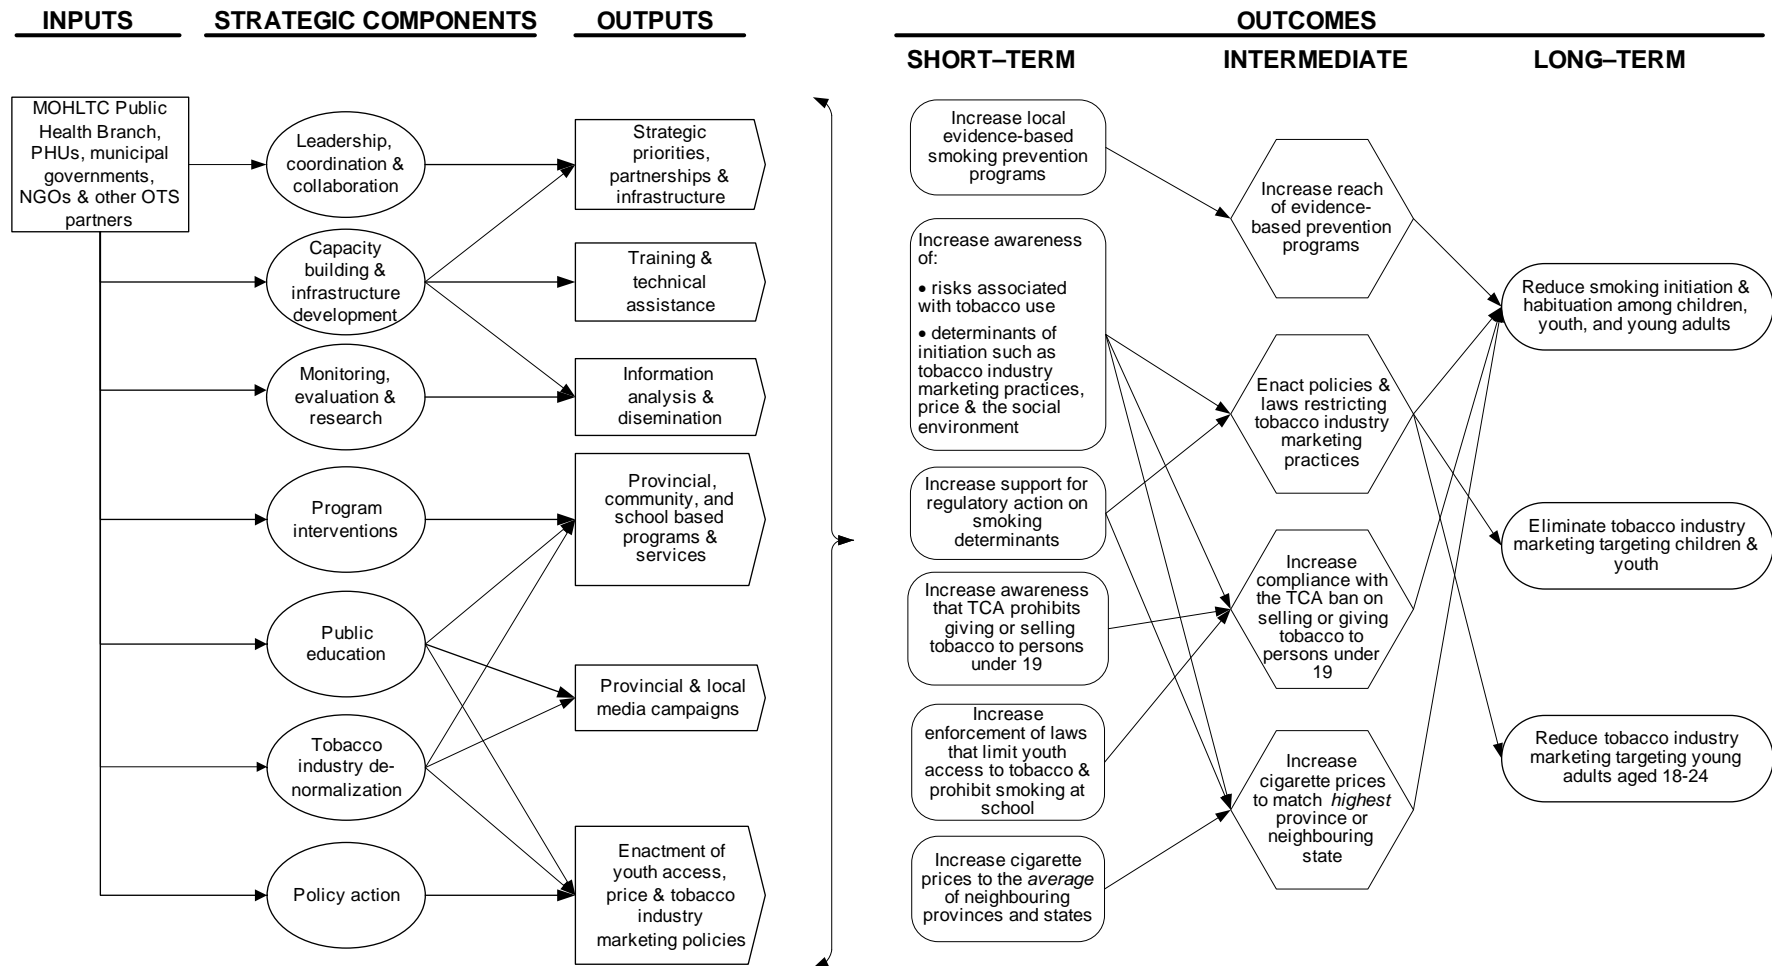 INPUTS
STRATEGIC COMPONENTS
OUTPUTS
OUTCOMES
SHORT–TERM
INTERMEDIATE
LONG–TERM
MOHLTC Public
Health Branch,
PHUs, municipal
governments,
NGOs & other OTS
partners
Leadership,
coordination &
collaboration
Capacity
building &
infrastructure
development
Monitoring,
evaluation &
research
Program
interventions
Public
education
Tobacco
industry de-
normalization
Policy action
Strategic
priorities,
partnerships &
infrastructure
Training &
technical
assistance
Information
analysis &
disemination
Provincial,
community, and
school based
programs &
services
Provincial & local
media campaigns
Enactment of
youth access,
price & tobacco
industry
marketing policies
Increase local
evidence-based
smoking prevention
programs
Increase awareness
of:
• risks associated
with tobacco use
• determinants of
initiation such as
tobacco industry
marketing practices,
price & the social
environment
Increase support for
regulatory action on
smoking
determinants
Increase awareness
that TCA prohibits
giving or selling
tobacco to persons
under 19
Increase
enforcement of laws
that limit youth
access to tobacco &
prohibit smoking at
school
Increase cigarette
prices to the average
of neighbouring
provinces and states
Increase reach
of evidence-
based prevention
programs
Enact policies &
laws restricting
tobacco industry
marketing
practices
Increase
compliance with
the TCA ban on
selling or giving
tobacco to
persons under
19
Increase
cigarette prices
to match highest
province or
neighbouring
state
Reduce smoking initiation &
habituation among children,
youth, and young adults
Eliminate tobacco industry
marketing targeting children &
youth
Reduce tobacco industry
marketing targeting young
adults aged 18-24